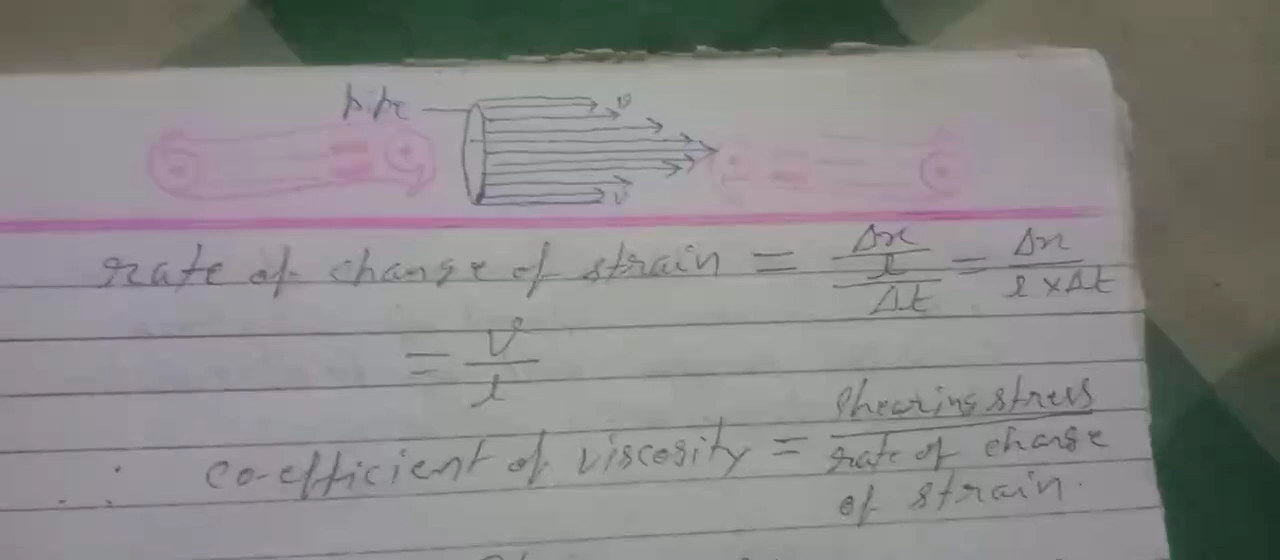 pipe
v
v
rate of change of strain = Δx/l/Δt = Δx/l×Δt
= v/l
∴ co-efficient of viscosity = shearing stress/rate of change of strain.